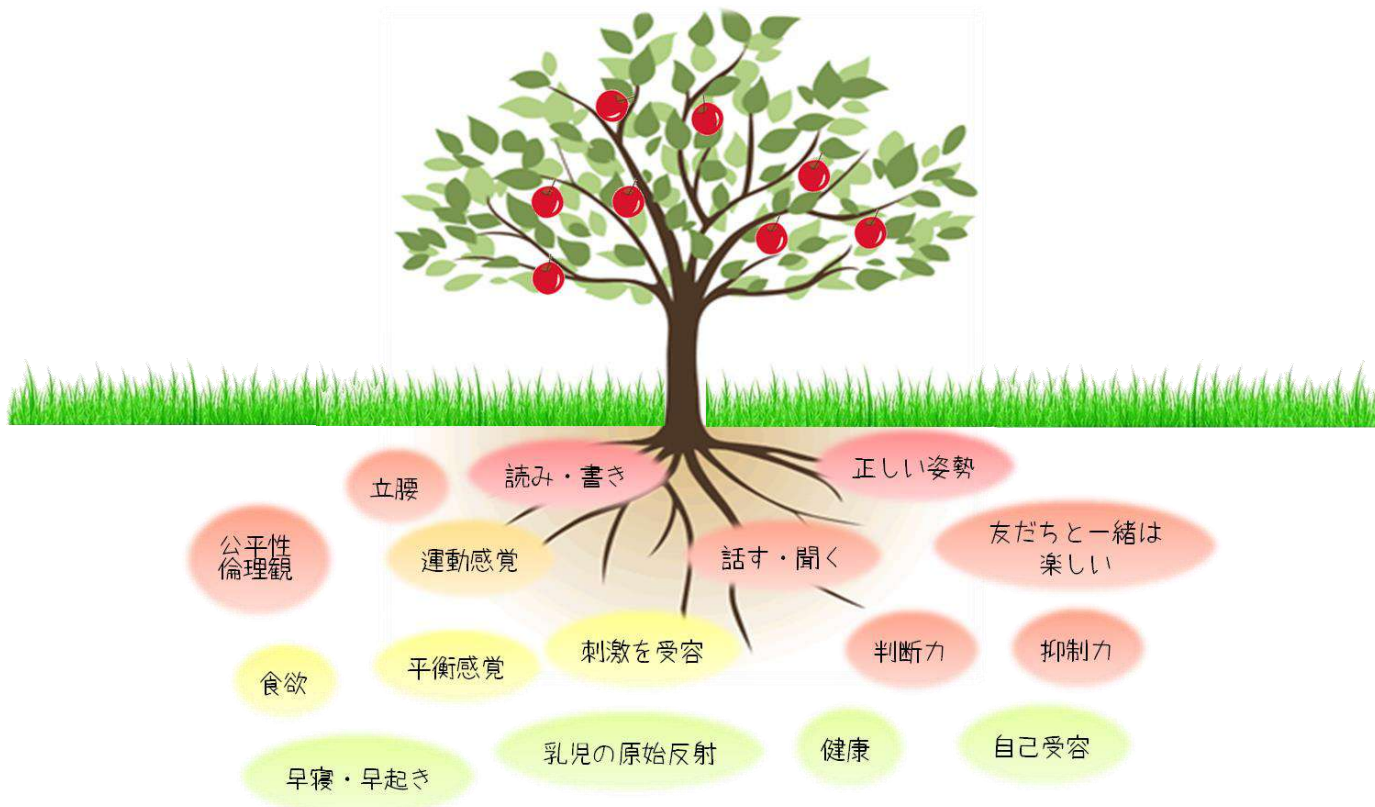 立腰
読み・書き
正しい姿勢
公平性
倫理観
運動感覚
話す・聞く
友だちと一緒は
楽しい
食欲
平衡感覚
刺激を受容
判断力
抑制力
早寝・早起き
乳児の原始反射
健康
自己受容